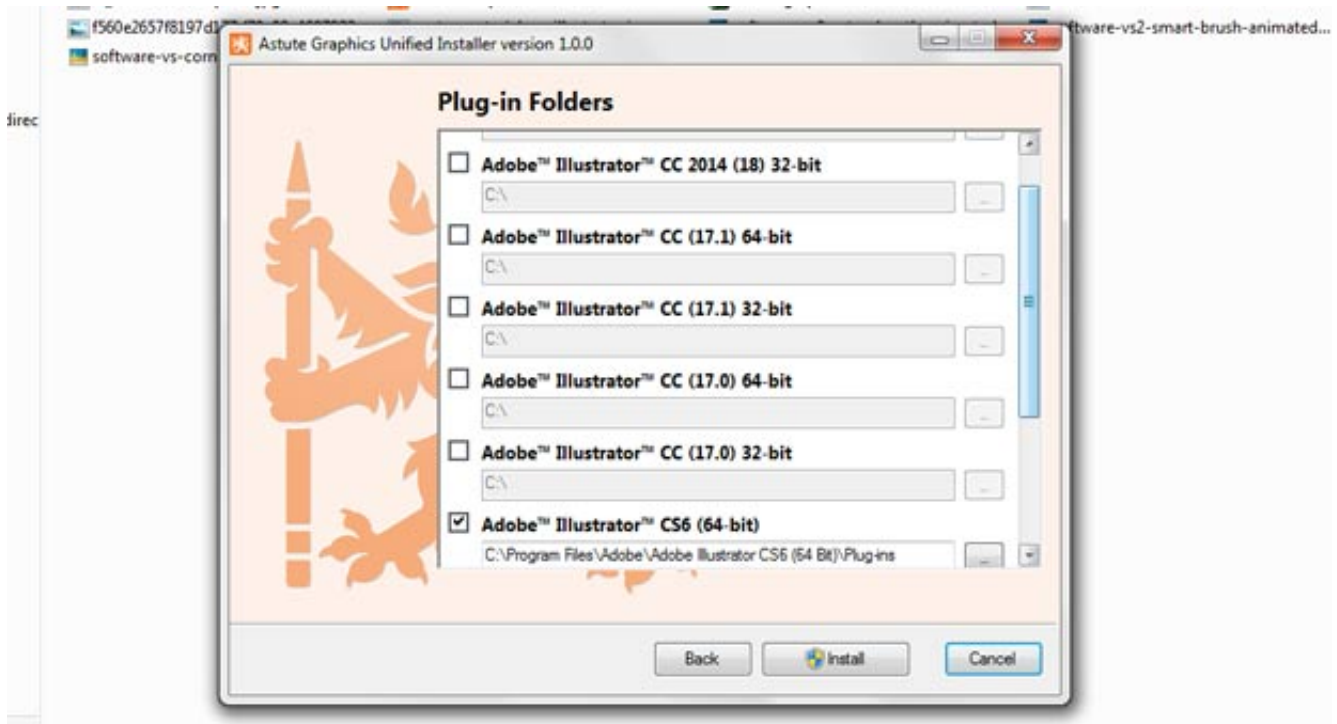 f560e2657f8197d1
software-vs-corn
direc
ftware-vs2-smart-brush-animated...
Astute Graphics Unified Installer version 1.0.0
Plug-in Folders
Adobe™ Illustrator™ CC 2014 (18) 32-bit
C:\
...
Adobe™ Illustrator™ CC (17.1) 64-bit
C:\
...
Adobe™ Illustrator™ CC (17.1) 32-bit
C:\
...
Adobe™ Illustrator™ CC (17.0) 64-bit
C:\
...
Adobe™ Illustrator™ CC (17.0) 32-bit
C:\
...
Adobe™ Illustrator™ CS6 (64-bit)
C:\Program Files\Adobe\Adobe Illustrator CS6 (64 Bit)\Plug-ins
...
Back
Install
Cancel